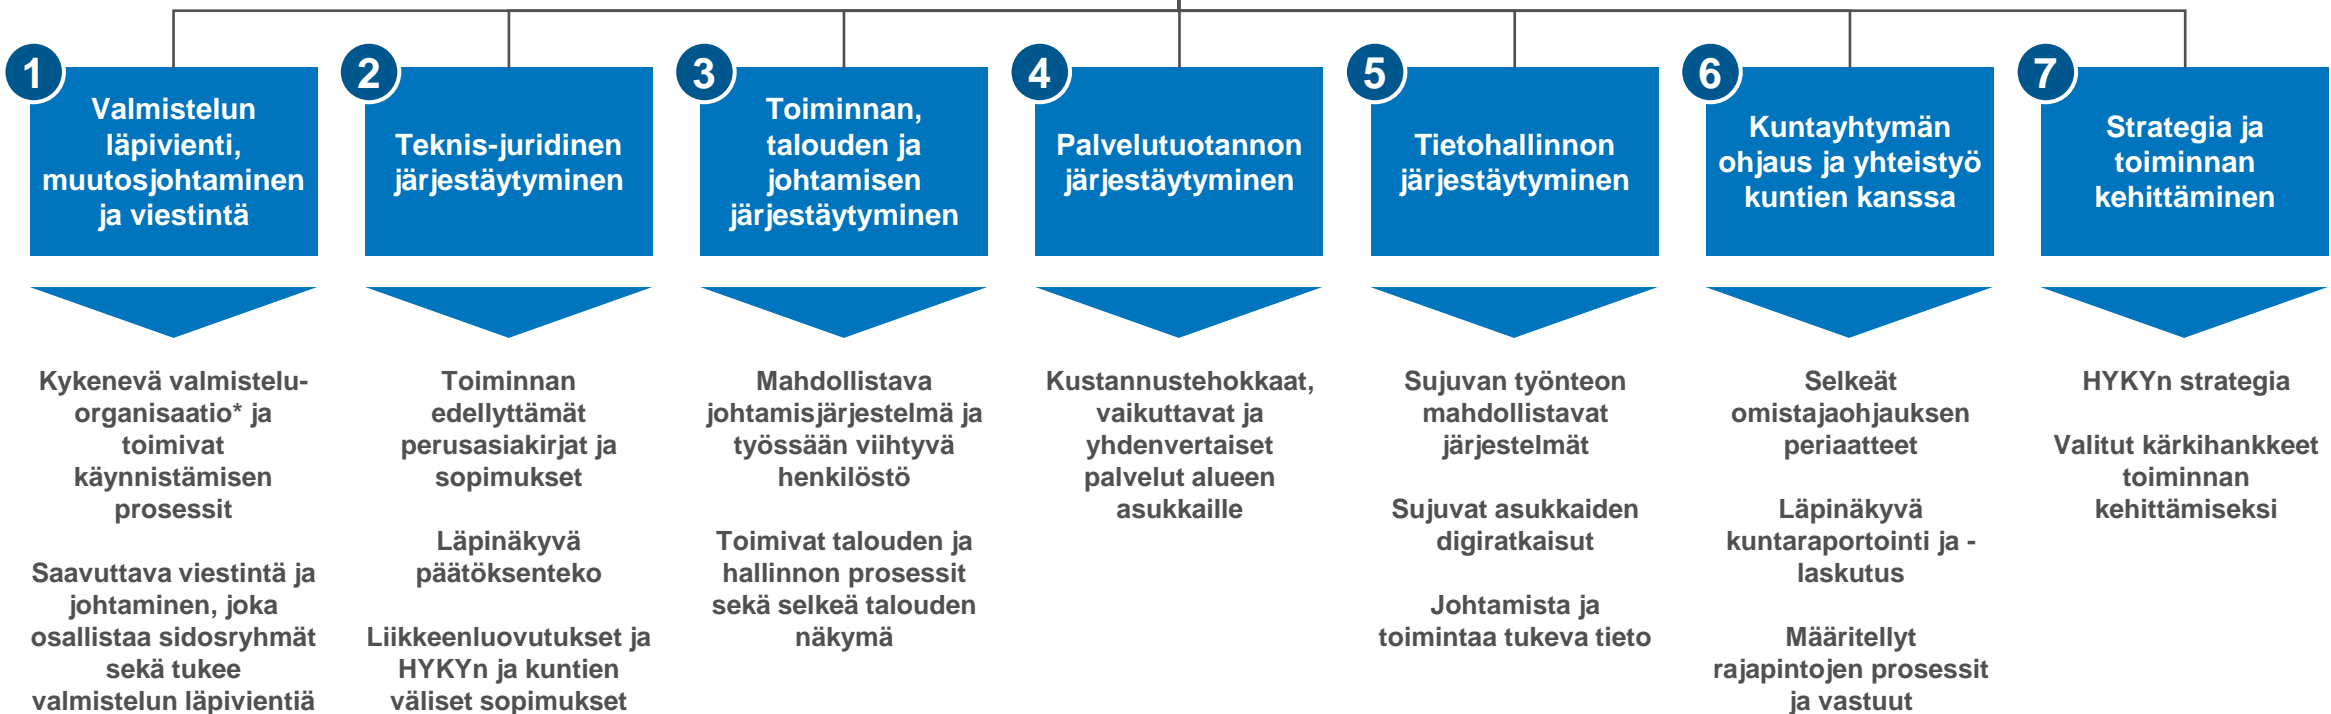 1
Valmistelun
läpivienti,
muutosjohtaminen
ja viestintä
Kykenevä valmistelu-
organisaatio* ja
toimivat
käynnistämisen
prosessit
Saavuttava viestintä ja
johtaminen, joka
osallistaa sidosryhmät
sekä tukee
valmistelun läpivientiä
2
Teknis-juridinen
järjestäytyminen
Toiminnan
edellyttämät
perusasiakirjat ja
sopimukset
Läpinäkyvä
päätöksenteko
Liikkeenluovutukset ja
HYKYn ja kuntien
väliset sopimukset
3
Toiminnan,
talouden ja
johtamisen
järjestäytyminen
Mahdollistava
johtamisjärjestelmä ja
työssään viihtyvä
henkilöstö
Toimivat talouden ja
hallinnon prosessit
sekä selkeä talouden
näkymä
4
Palvelutuotannon
järjestäytyminen
Kustannustehokkaat,
vaikuttavat ja
yhdenvertaiset
palvelut alueen
asukkaille
5
Tietohallinnon
järjestäytyminen
Sujuvan työnteon
mahdollistavat
järjestelmät
Sujuvat asukkaiden
digiratkaisut
Johtamista ja
toimintaa tukeva tieto
6
Kuntayhtymän
ohjaus ja yhteistyö
kuntien kanssa
Selkeät
omistajaohjauksen
periaatteet
Läpinäkyvä
kuntaraportointi ja -
laskutus
Määritellyt
rajapintojen prosessit
ja vastuut
7
Strategia ja
toiminnan
kehittäminen
HYKYn strategia
Valitut kärkihankkeet
toiminnan
kehittämiseksi